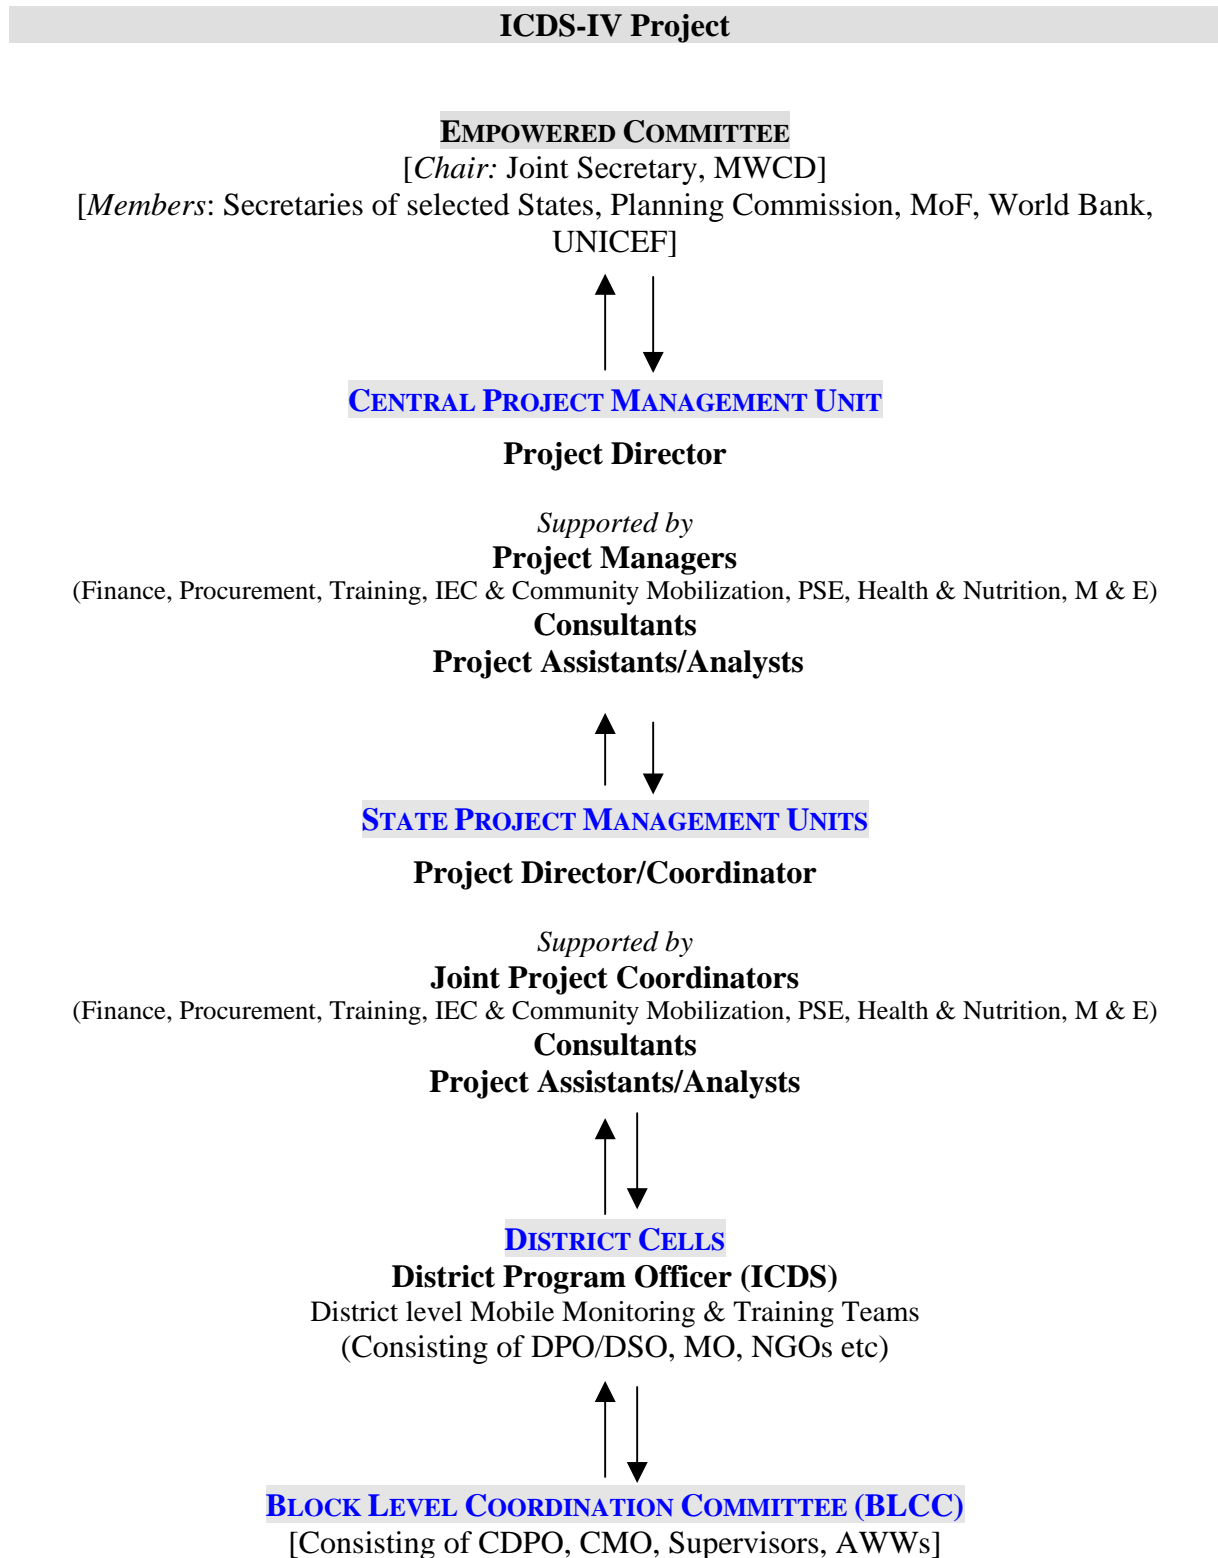 ICDS-IV Project
EMPOWERED COMMITTEE
[Chair: Joint Secretary, MWCD]
[Members: Secretaries of selected States, Planning Commission, MoF, World Bank,
UNICEF]
CENTRAL PROJECT MANAGEMENT UNIT
Project Director
Supported by
Project Managers
(Finance, Procurement, Training, IEC & Community Mobilization, PSE, Health & Nutrition, M & E)
Consultants
Project Assistants/Analysts
STATE PROJECT MANAGEMENT UNITS
Project Director/Coordinator
Supported by
Joint Project Coordinators
(Finance, Procurement, Training, IEC & Community Mobilization, PSE, Health & Nutrition, M & E)
Consultants
Project Assistants/Analysts
DISTRICT CELLS
District Program Officer (ICDS)
District level Mobile Monitoring & Training Teams
(Consisting of DPO/DSO, MO, NGOs etc)
BLOCK LEVEL COORDINATION COMMITTEE (BLCC)
[Consisting of CDPO, CMO, Supervisors, AWWs]